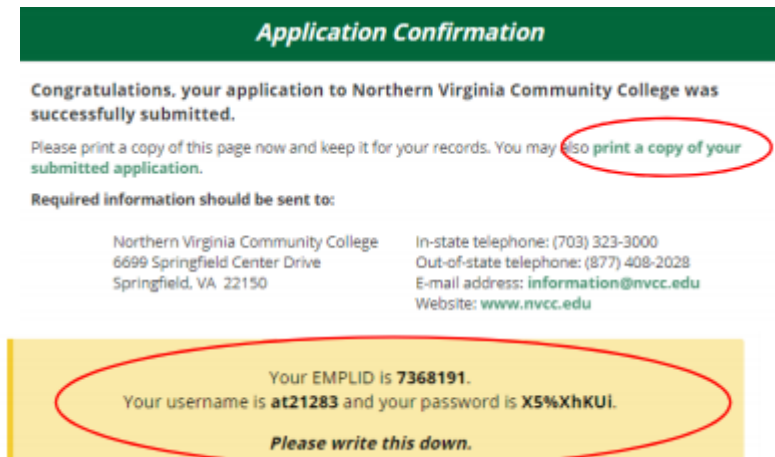 Application Confirmation
Congratulations, your application to Northern Virginia Community College was
successfully submitted.
Please print a copy of this page now and keep it for your records. You may also print a copy of your
submitted application.
Required information should be sent to:
Northern Virginia Community College
6699 Springfield Center Drive
Springfield, VA 22150
In-state telephone: (703) 323-3000
Out-of-state telephone: (877) 408-2028
E-mail address: information@nvcc.edu
Website: www.nvcc.edu
Your EMPLID is 7368191.
Your username is at21283 and your password is X5%XhKUi.
Please write this down.